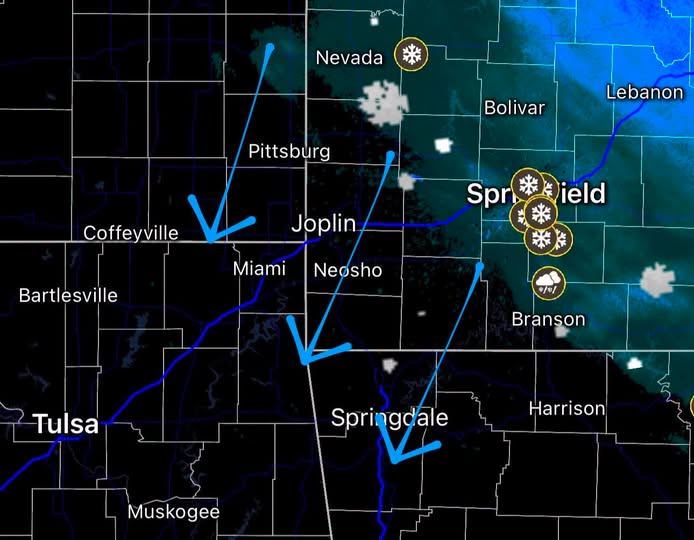 Nevada
Lebanon
Bolivar
Pittsburg
Springfield
Joplin
Coffeyville
Miami
Neosho
Bartlesville
Branson
Tulsa
Springdale
Harrison
Muskogee